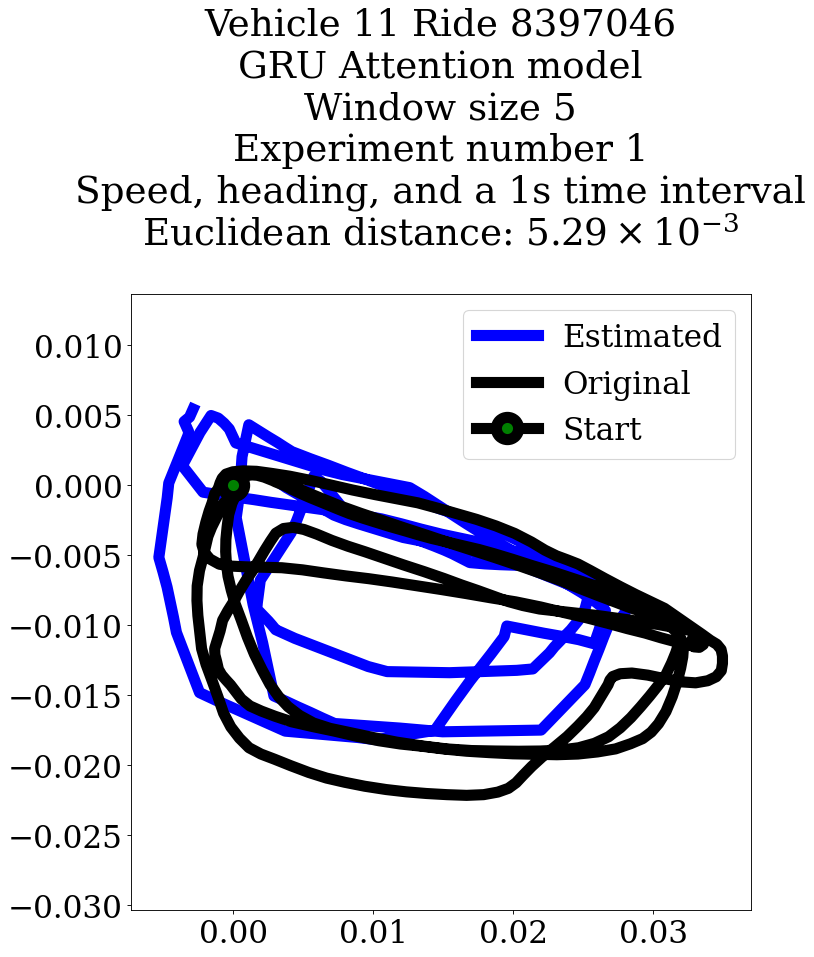 Vehicle 11 Ride 8397046
GRU Attention model
Window size 5
Experiment number 1
Speed, heading, and a 1s time interval
Euclidean distance: 5.29 × 10⁻³
Estimated
Original
Start
0.010
0.005
0.000
−0.005
−0.010
−0.015
−0.020
−0.025
−0.030
0.00 0.01 0.02 0.03